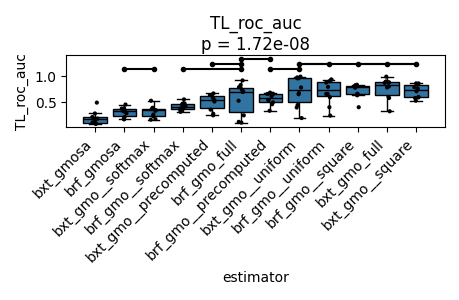 TL_roc_auc
p = 1.72e-08
TL_roc_auc
1.0
0.5
bxt_gmosa
brf_gmosa
bxt_gmo__softmax
brf_gmo__softmax
bxt_gmo__precomputed
brf_gmo_full
brf_gmo__precomputed
bxt_gmo__uniform
brf_gmo__uniform
brf_gmo__square
bxt_gmo_full
bxt_gmo__square
estimator